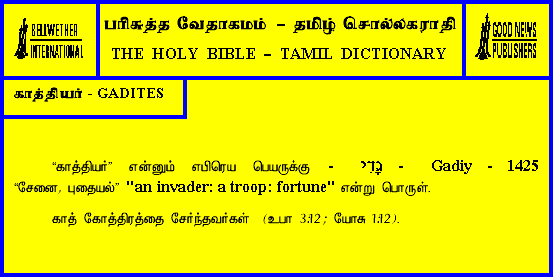 BELLWETHER
INTERNATIONAL
பரிசுத்த வேதாகமம் – தமிழ் சொல்லகராதி
THE HOLY BIBLE – TAMIL DICTIONARY
GOOD NEWS
PUBLISHERS
காத்தியர் - GADITES
“காத்தியர்” என்னும் எபிரெய பெயருக்கு - גָּדִי - Gadiy - 1425
“சேனை, புதையல்” "an invader: a troop: fortune" என்று பொருள்.
காத் கோத்திரத்தை சேர்ந்தவர்கள் (உபா 3:12; யோசு 1:12).